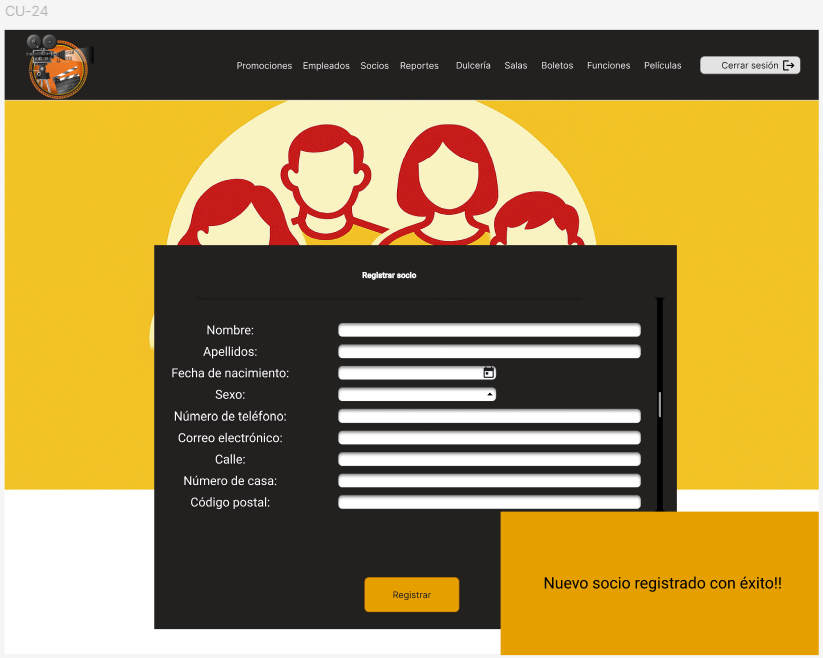 CU-24
Promociones Empleados Socios Reportes Dulcería Salas Boletos Funciones Películas Cerrar sesión
Registrar socio
Nombre:
Apellidos:
Fecha de nacimiento:
Sexo:
Número de teléfono:
Correo electrónico:
Calle:
Número de casa:
Código postal:
Registrar
Nuevo socio registrado con éxito!!